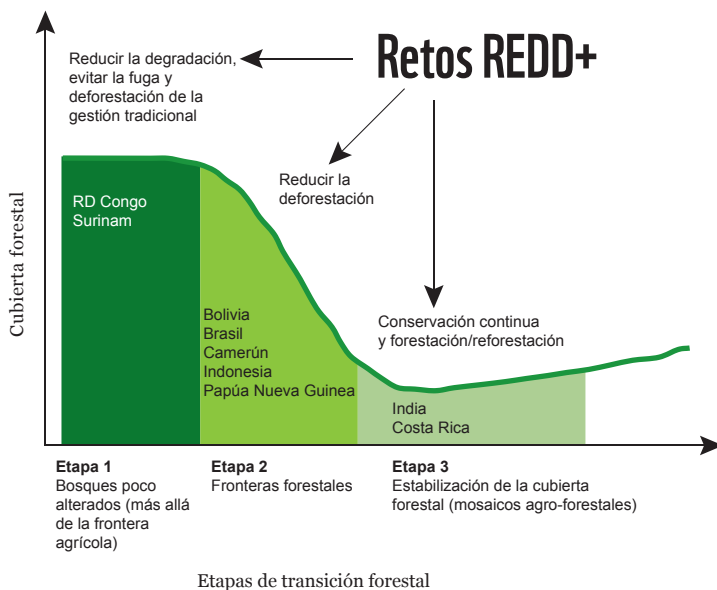 Retos REDD+
Reducir la degradación,
evitar la fuga y
deforestación de la
gestión tradicional
Reducir la
deforestación
Conservación continua
y forestación/reforestación
Cubierta forestal
RD Congo
Surinam
Bolivia
Brasil
Camerún
Indonesia
Papúa Nueva Guinea
India
Costa Rica
Etapa 1
Bosques poco
alterados (más allá
de la frontera
agrícola)
Etapa 2
Fronteras forestales
Etapa 3
Estabilización de la cubierta
forestal (mosaicos agro-forestales)
Etapas de transición forestal